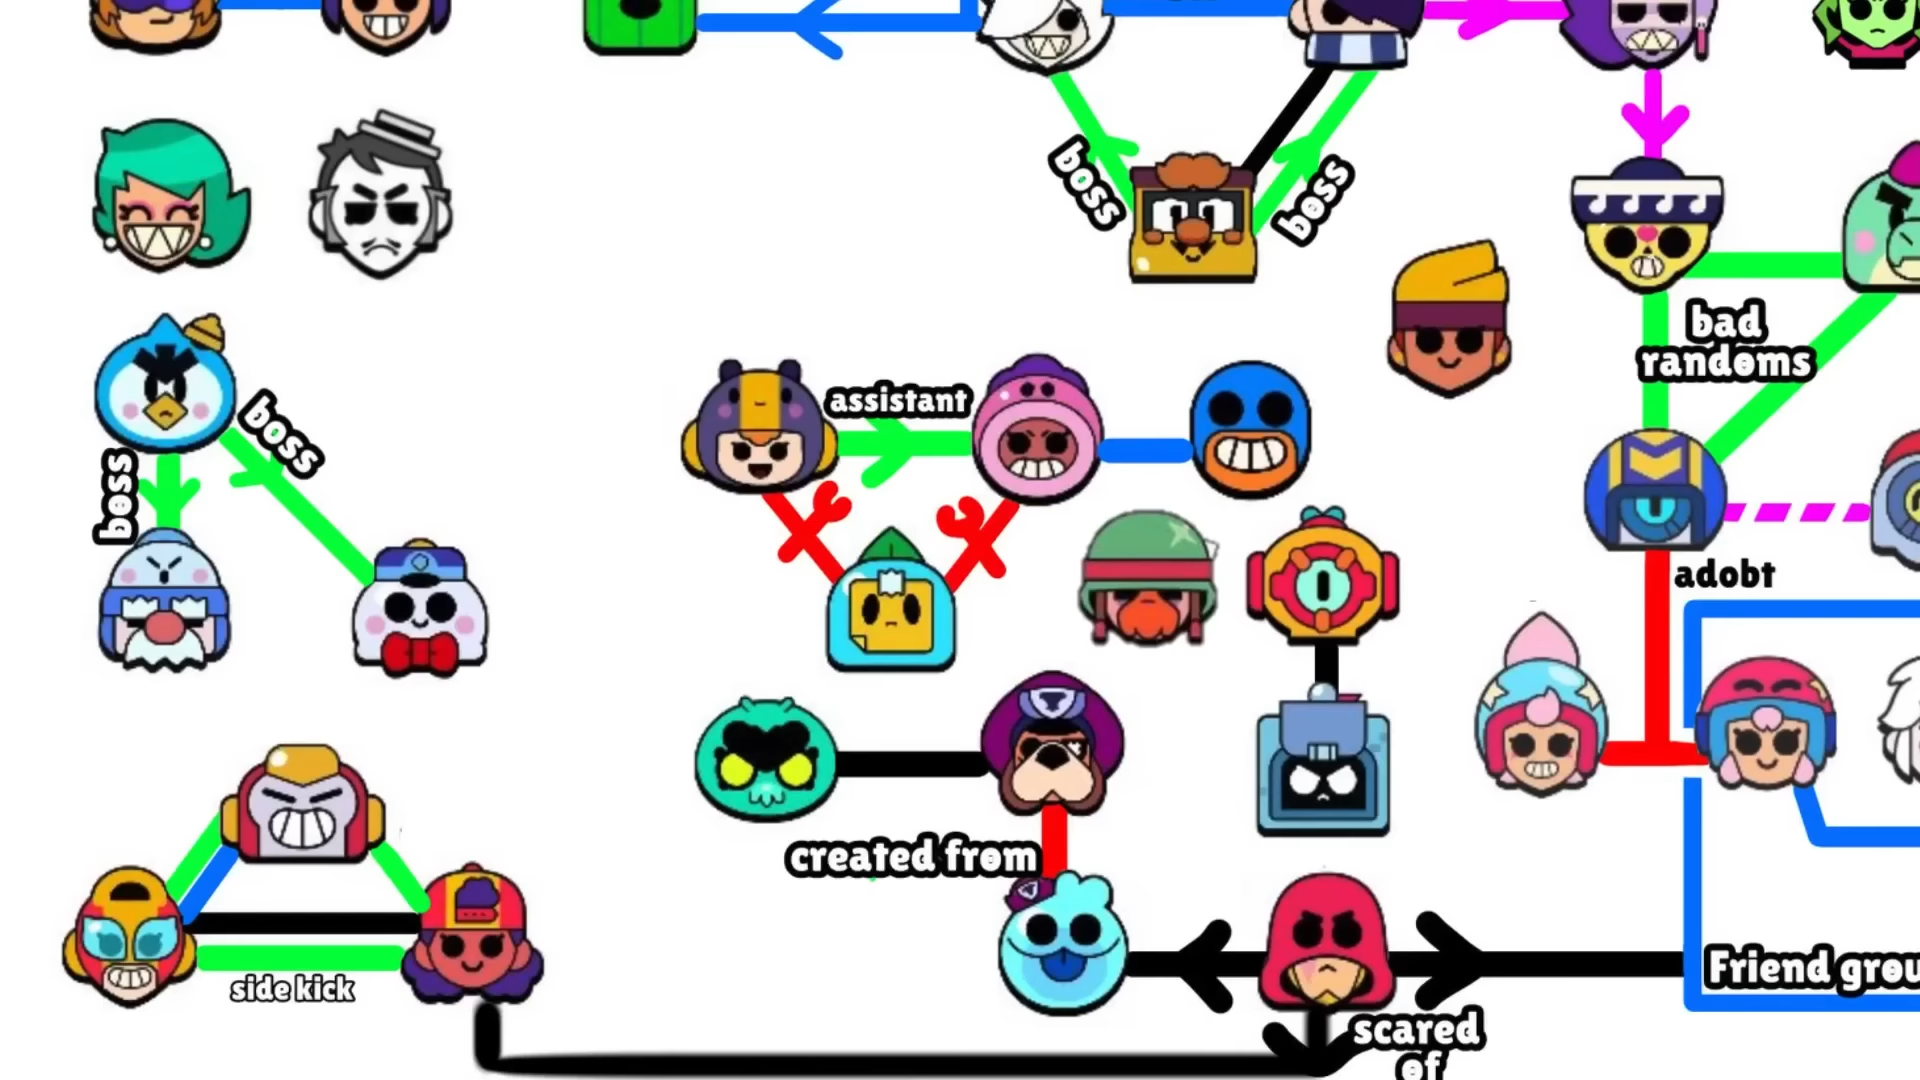 boss
boss
bad
randoms
assistant
boss
boss
adobt
created from
Friend grou
side kick
scared
of